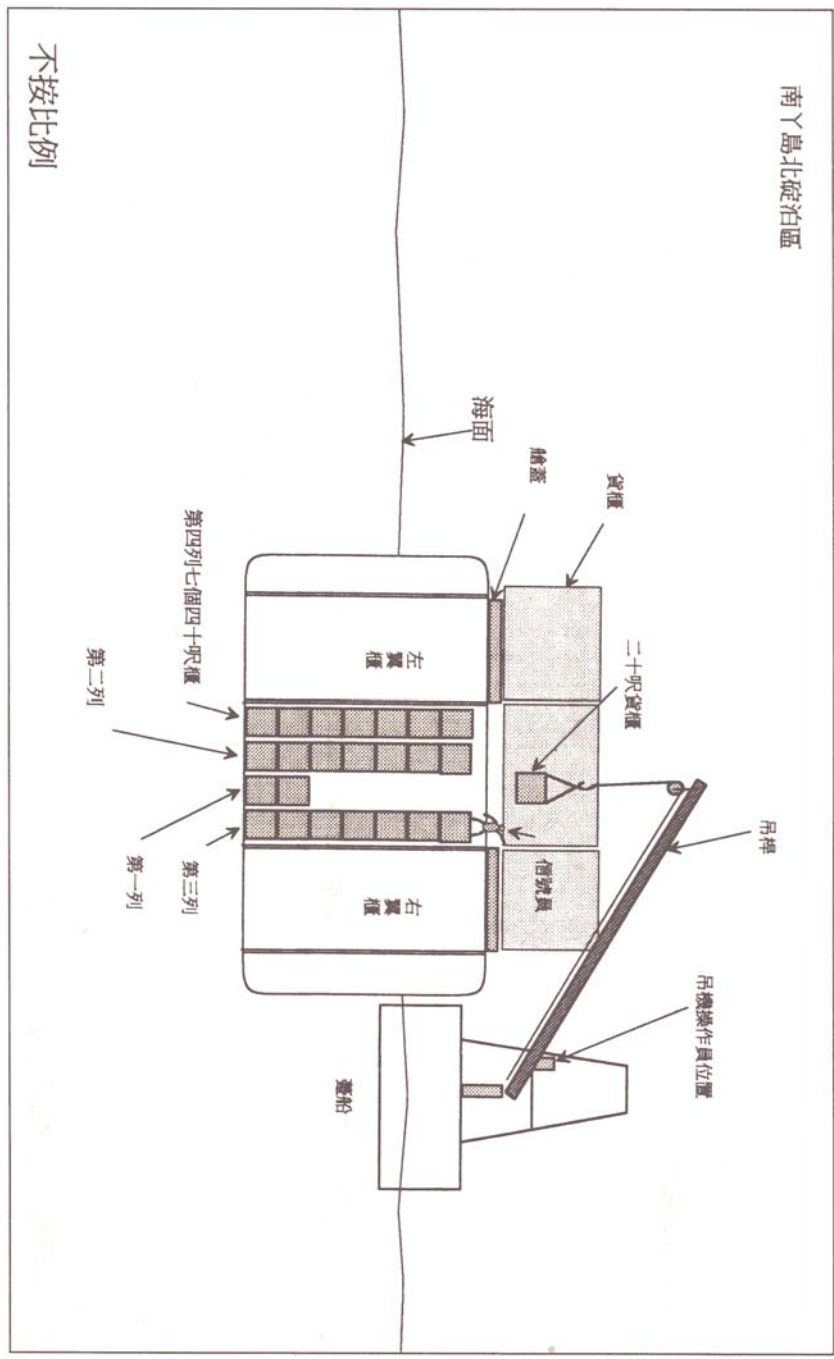 南丫島北碇泊區
吊桿
吊機操作員位置
貨櫃
二十呎貨櫃
艙蓋
信號員
海面
左翼櫃
右翼櫃
躉船
第四列七個四十呎櫃
第二列
第一列
第三列
不按比例